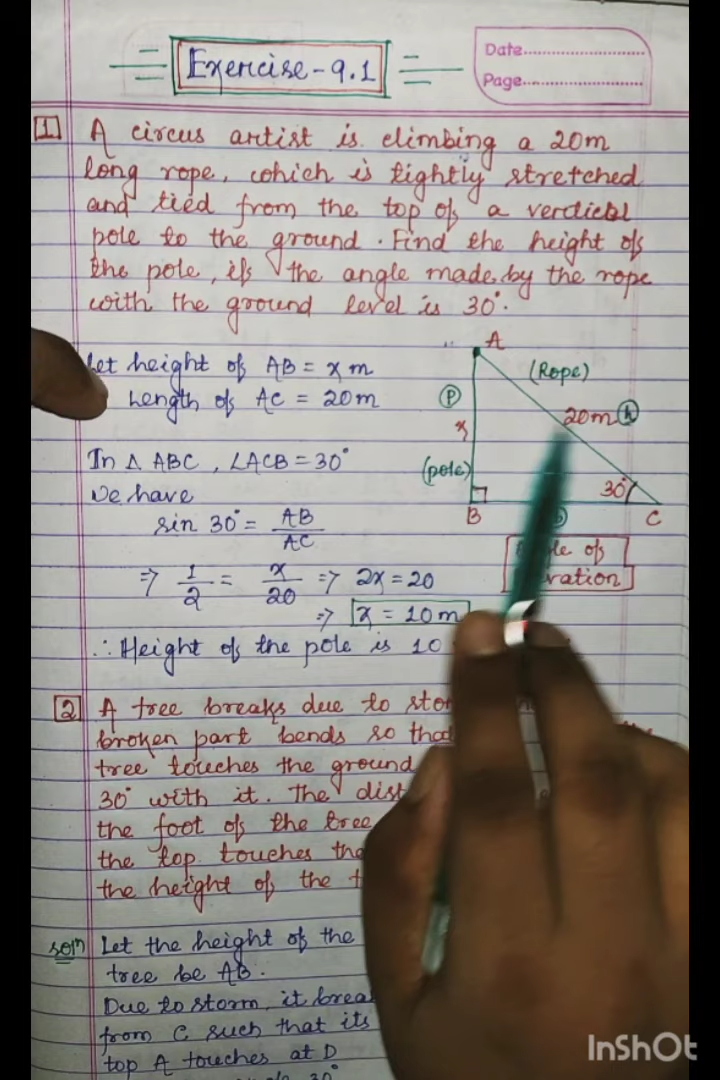 Exercise-9.1
Date
Page
1 A circus artist is climbing a 20m
long rope, which is tightly stretched
and tied from the top of a verdical
pole to the ground. Find the height of
the pole, if the angle made by the rope
with the ground level is 30°.
Let height of AB = x m
Length of AC = 20m
In △ ABC, ∠ACB = 30°
We have
sin 30° = AB/AC
⇒ 1/2 = x/20 ⇒ 2x = 20
⇒ x = 10 m
∴ Height of the pole is 10
A
(Rope)
P
20m h
x
(pole)
30°
B C
of
vation
2 A tree breaks due to
broken part bends so
tree touches the ground
30° with it. The
the foot of the tree
the top touches
the height of the
Soln Let the height of the
tree be AB.
Due to storm, it
from C such that its
top A touches at D
30°
InShOt